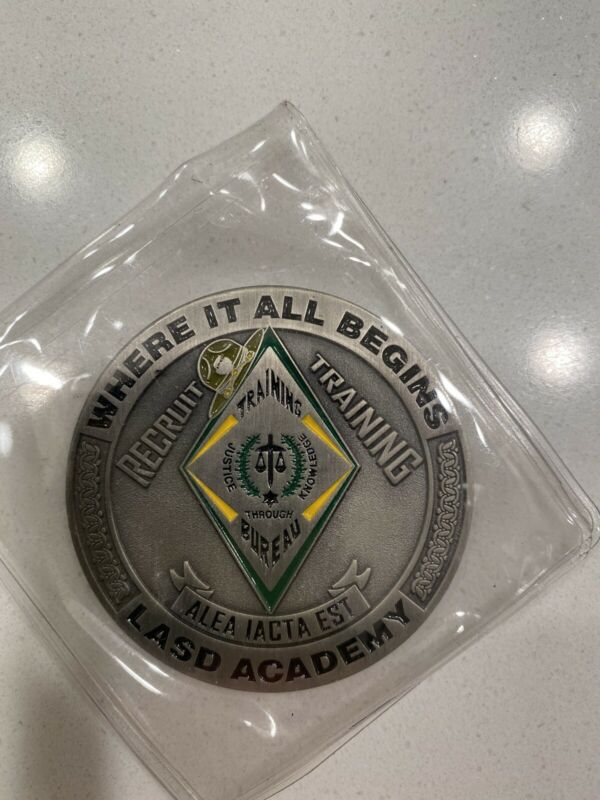 WHERE IT ALL BEGINS
RECRUIT TRAINING
TRAINING
JUSTICE
KNOWLEDGE
THROUGH
BUREAU
ALEA IACTA EST
LASD ACADEMY